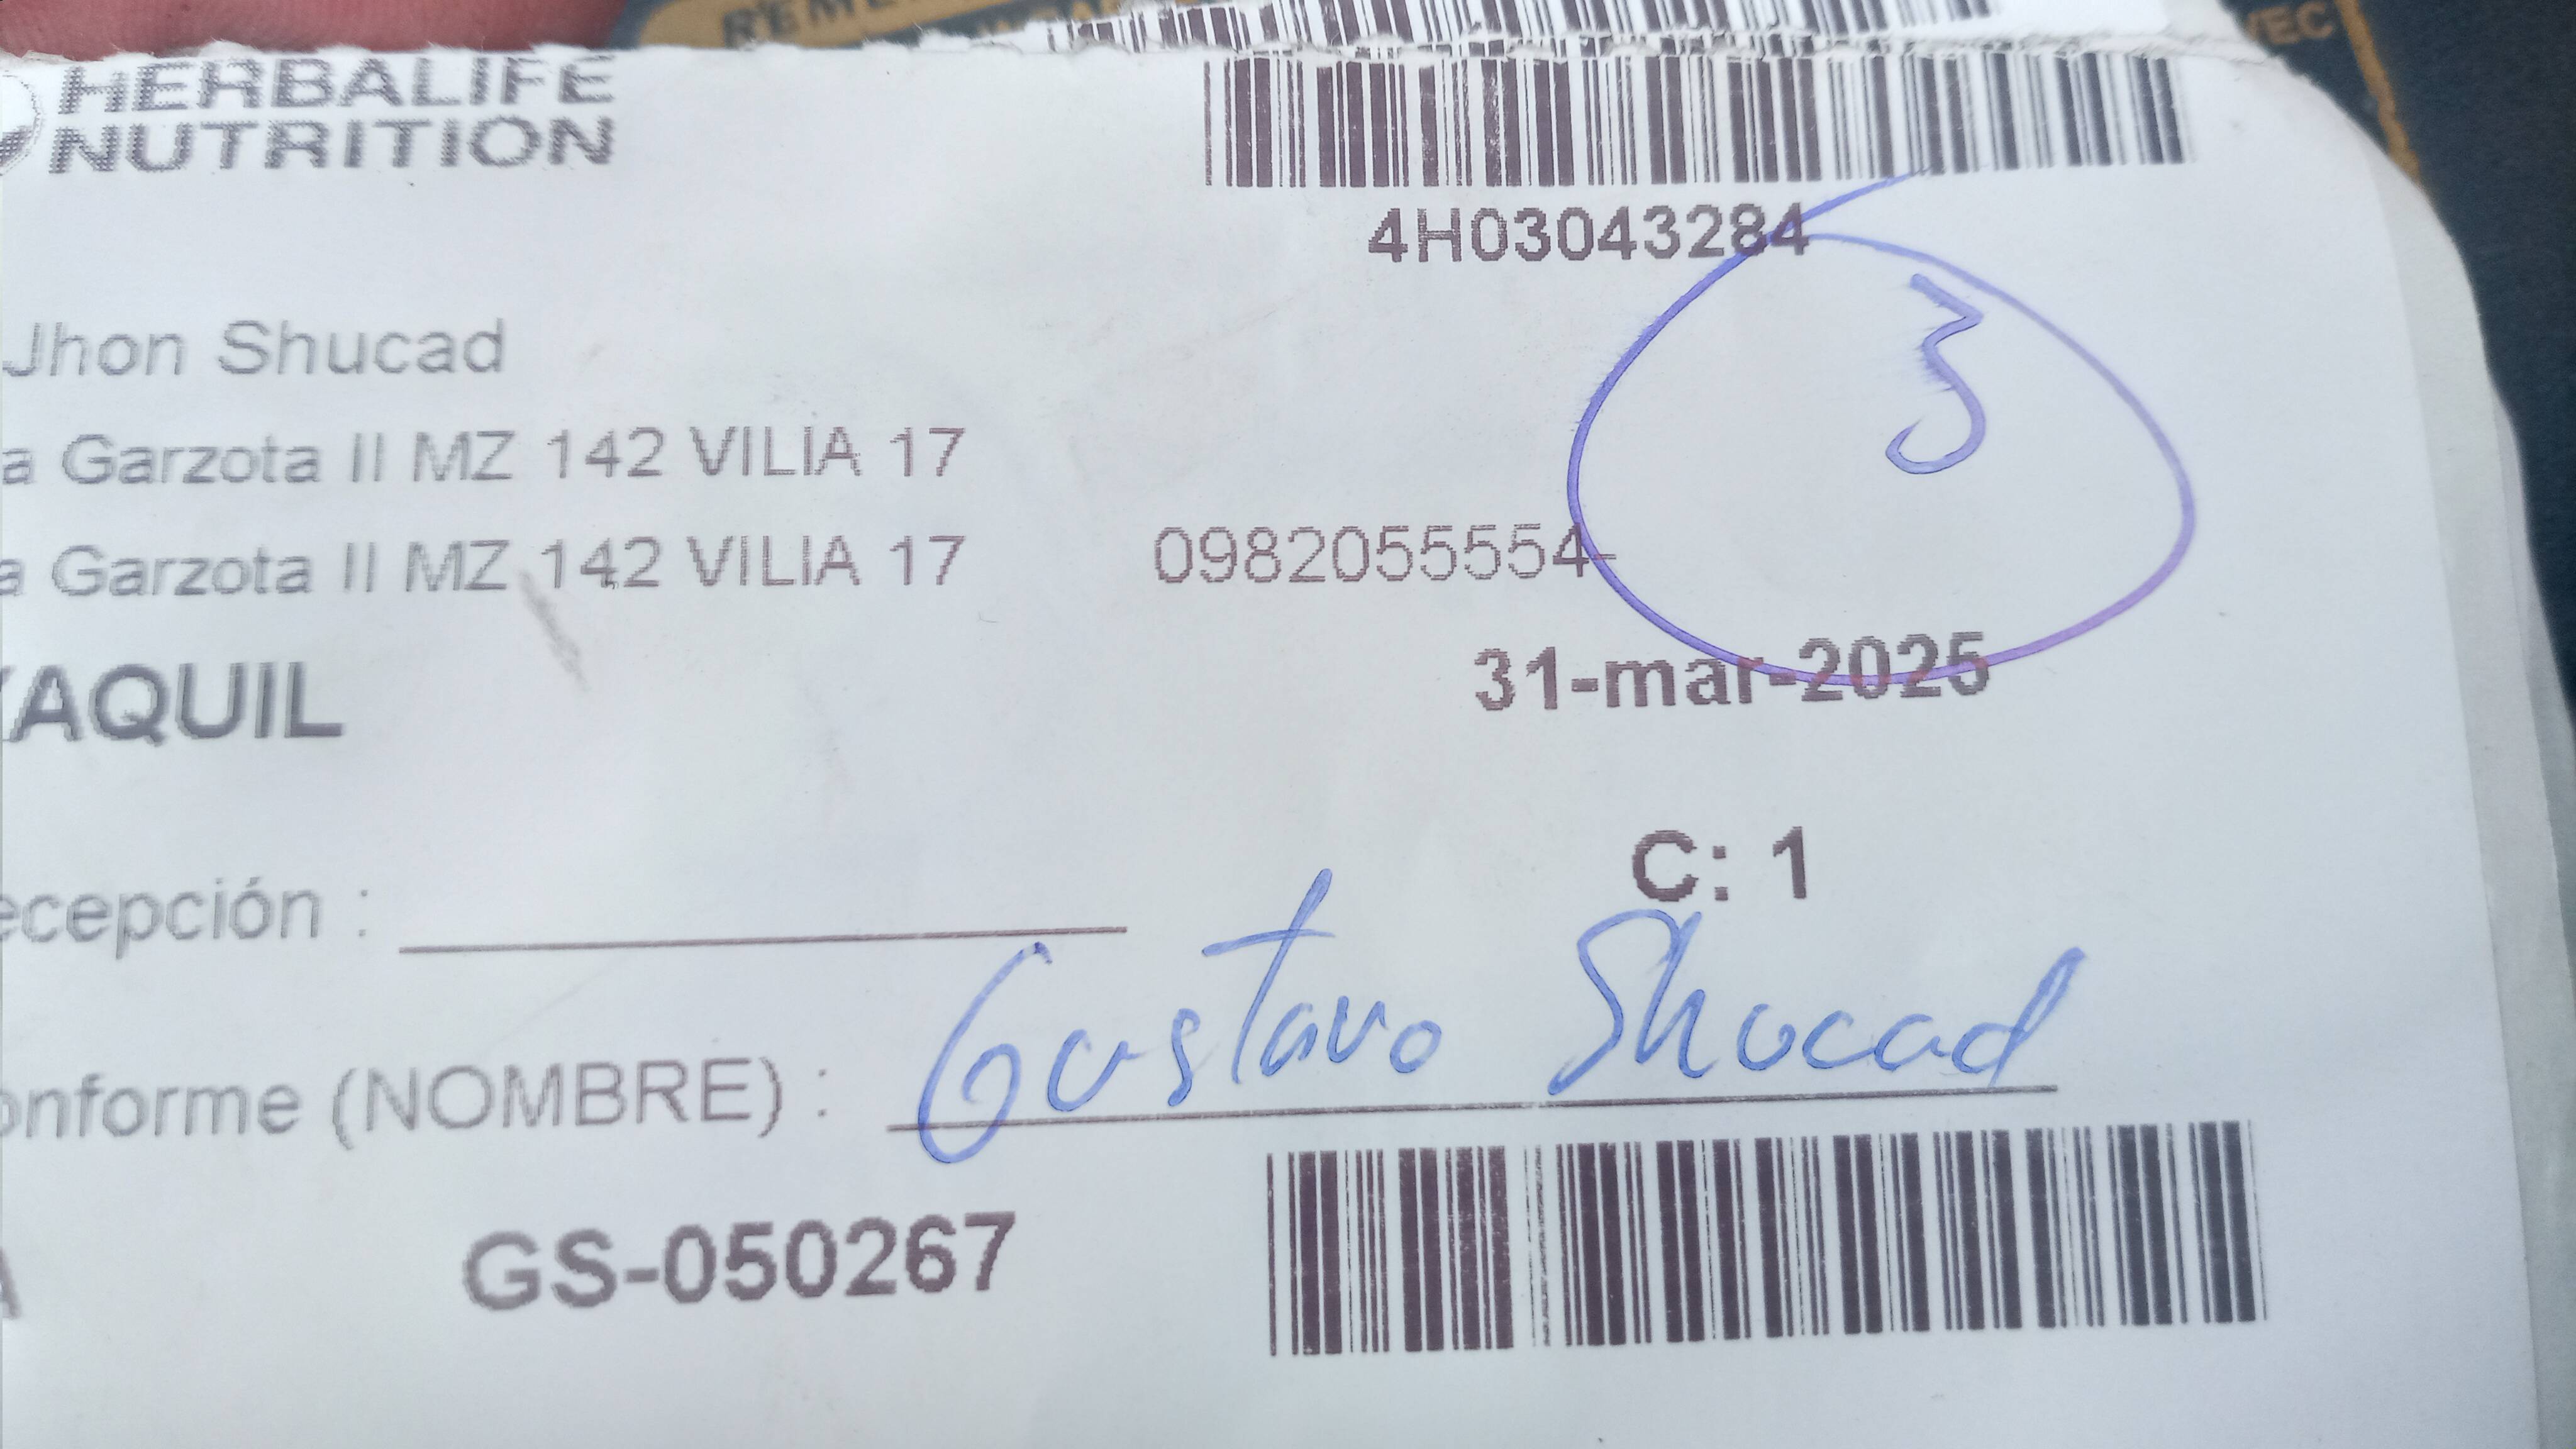 HERBALIFE
NUTRITION
4H03043284
3
Jhon Shucad
a Garzota II MZ 142 VILIA 17
a Garzota II MZ 142 VILIA 17 0982055554-
YAQUIL 31-mar-2025
C: 1
ecepción :
onforme (NOMBRE) : Gustavo Shucad
A GS-050267